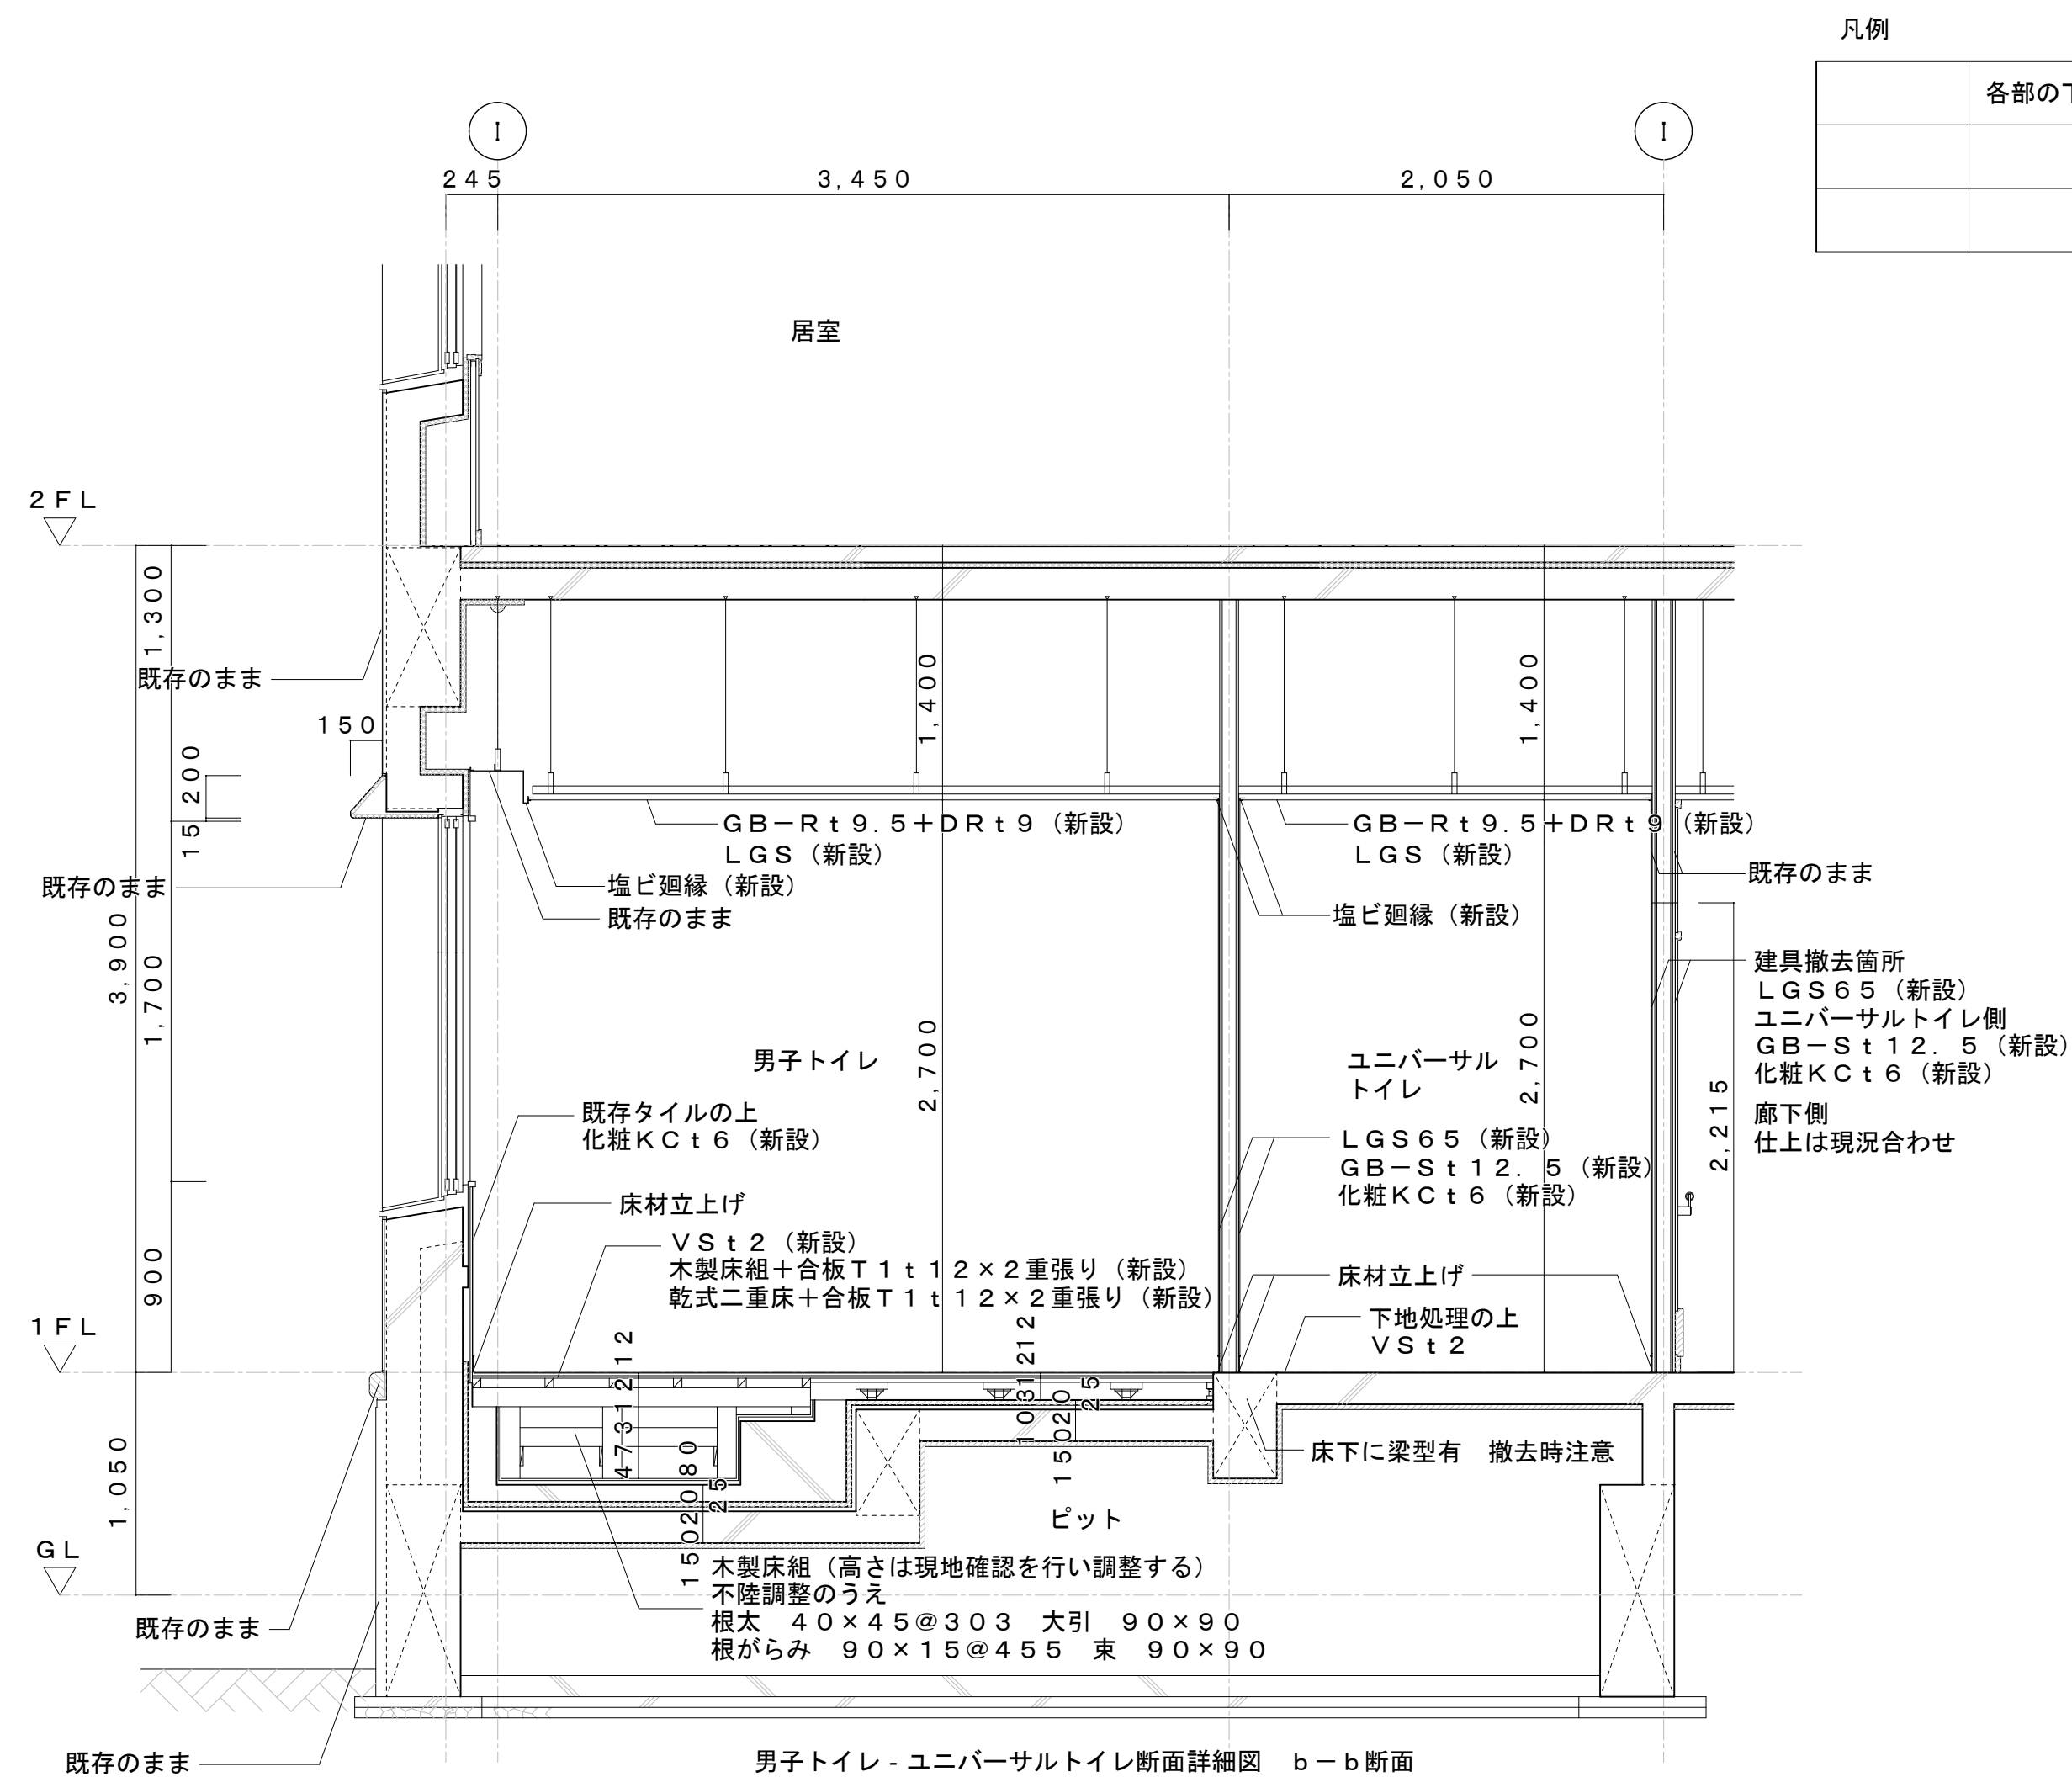 凡例
各部の
I
I
245
3,450
2,050
居室
2FL
1,300
既存のまま
150
200
15
既存のまま
3,900
1,700
900
1FL
1,050
GL
既存のまま
既存のまま
1,400
1,400
GB－Rt9.5＋DRt9（新設）
LGS（新設）
塩ビ廻縁（新設）
既存のまま
GB－Rt9.5＋DRt9（新設）
LGS（新設）
塩ビ廻縁（新設）
既存のまま
建具撤去箇所
LGS65（新設）
ユニバーサルトイレ側
GB－St12.5（新設）
化粧KCt6（新設）
廊下側
仕上は現況合わせ
2,215
男子トイレ
2,700
ユニバーサル
トイレ
2,700
既存タイルの上
化粧KCt6（新設）
LGS65（新設）
GB－St12.5（新設）
化粧KCt6（新設）
床材立上げ
VSt2（新設）
木製床組＋合板T1t12×2重張り（新設）
乾式二重床＋合板T1t12×2重張り（新設）
床材立上げ
下地処理の上
VSt2
473
12
12
103
12
12
25
20
150
80
25
20
150
床下に梁型有　撤去時注意
ピット
木製床組（高さは現地確認を行い調整する）
不陸調整のうえ
根太　40×45@303　大引　90×90
根がらみ　90×15@455　束　90×90
男子トイレ - ユニバーサルトイレ断面詳細図　b－b断面